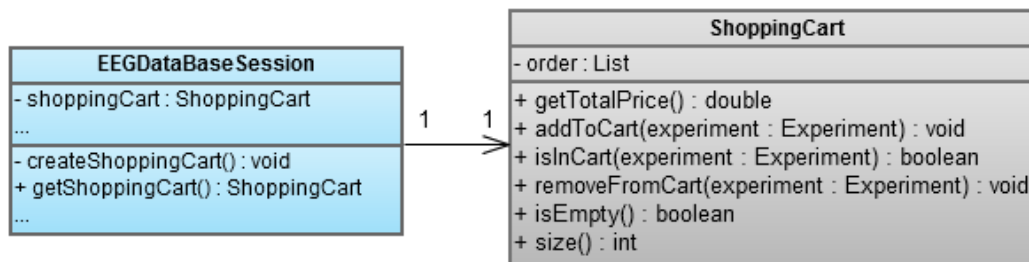 EEGDataBaseSession
- shoppingCart : ShoppingCart
...
- createShoppingCart() : void
+ getShoppingCart() : ShoppingCart
...
1 1
ShoppingCart
- order : List
+ getTotalPrice() : double
+ addToCart(experiment : Experiment) : void
+ isInCart(experiment : Experiment) : boolean
+ removeFromCart(experiment : Experiment) : void
+ isEmpty() : boolean
+ size() : int